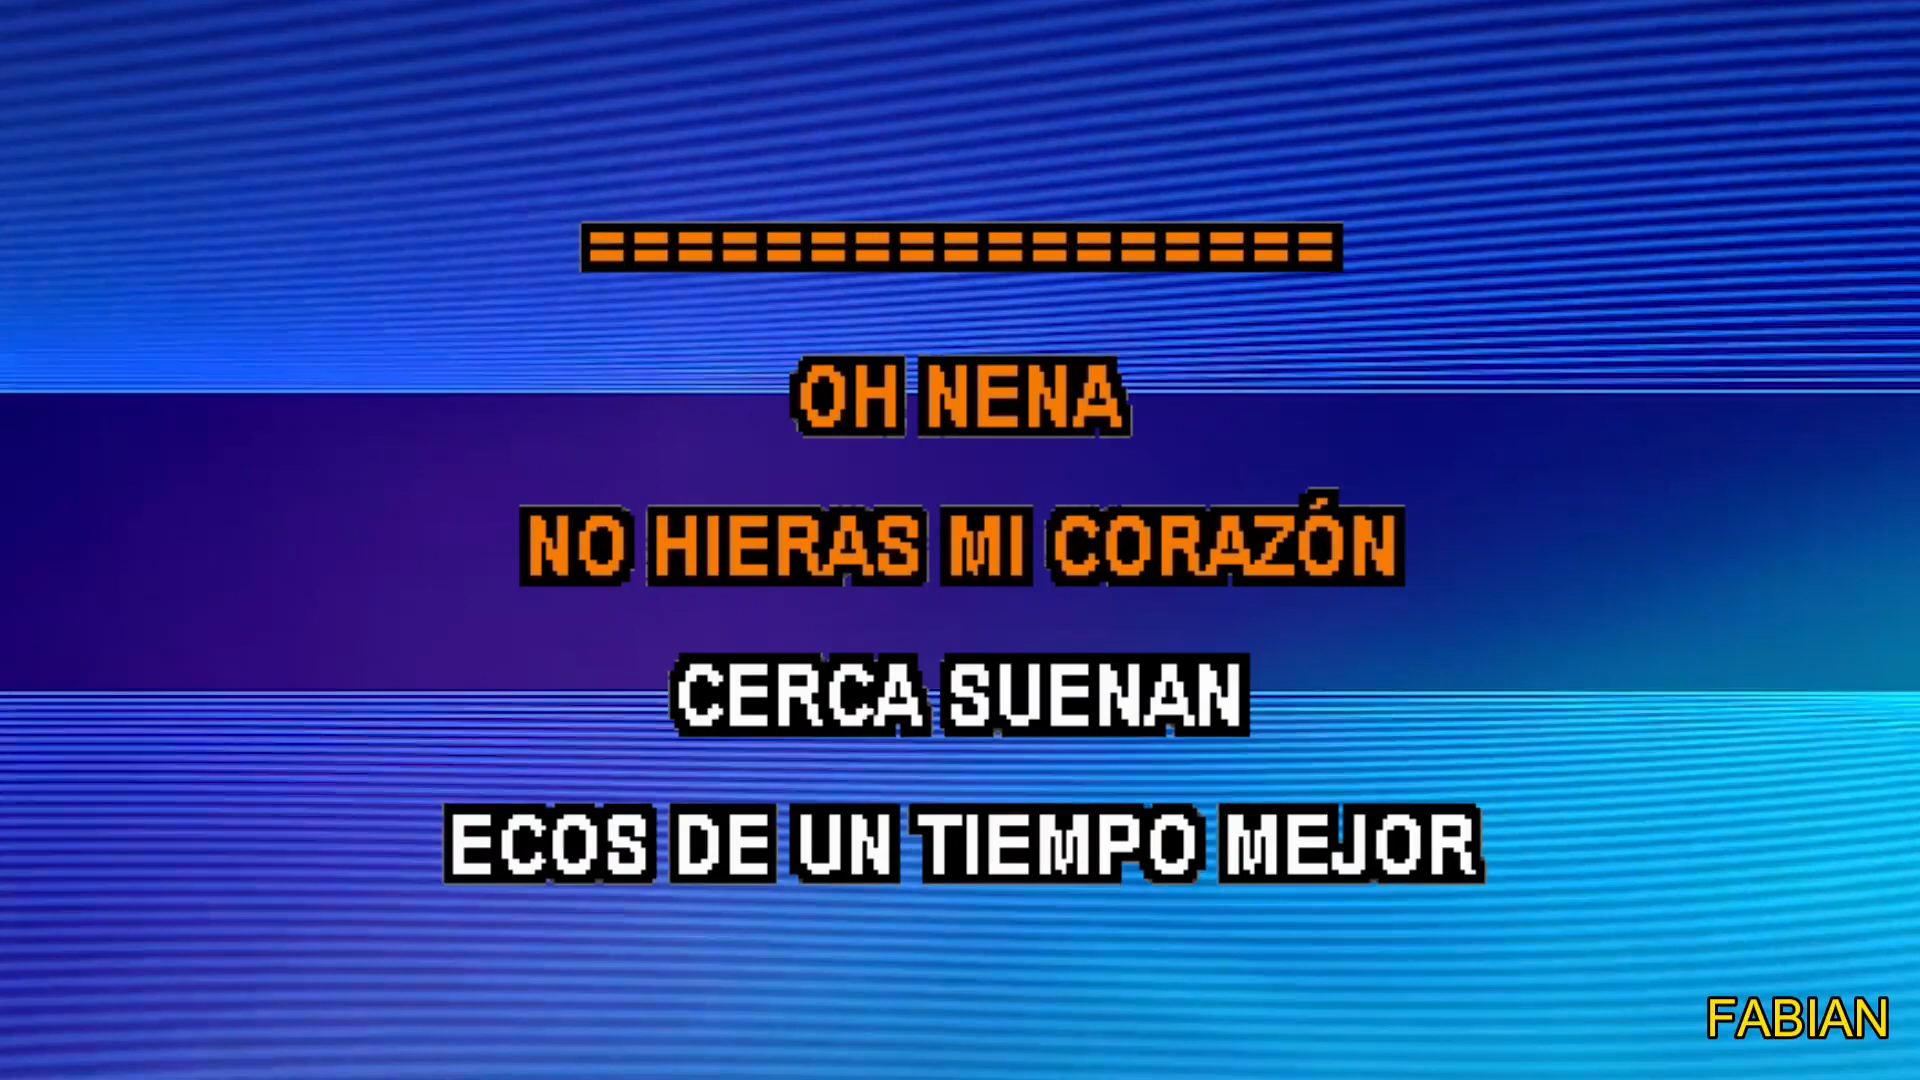 =================
OH NENA
NO HIERAS MI CORAZÓN
CERCA SUENAN
ECOS DE UN TIEMPO MEJOR
FABIAN